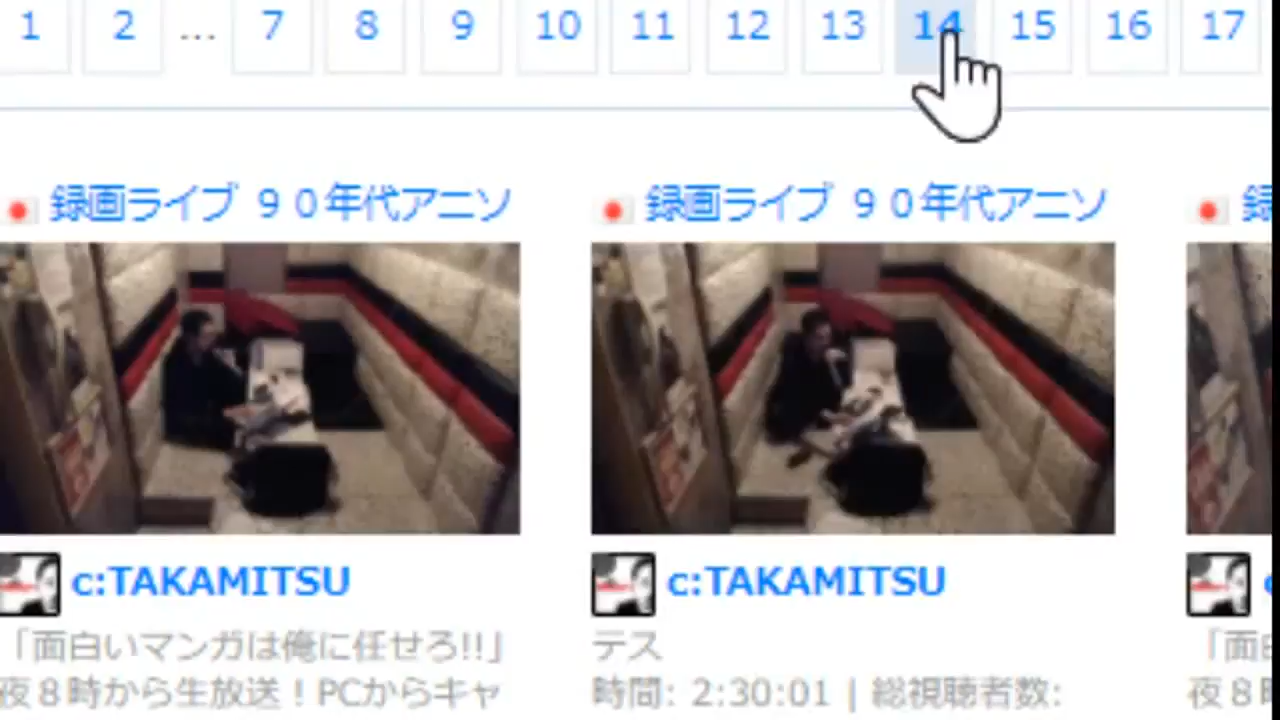 1 2 ... 7 8 9 10 11 12 13 14 15 16 17
録画ライブ ９０年代アニソ
録画ライブ ９０年代アニソ
録
c:TAKAMITSU
c:TAKAMITSU
「面白いマンガは俺に任せろ!!」
夜８時から生放送！PCからキャ
テス
時間: 2:30:01 | 総視聴者数:
「面
夜８